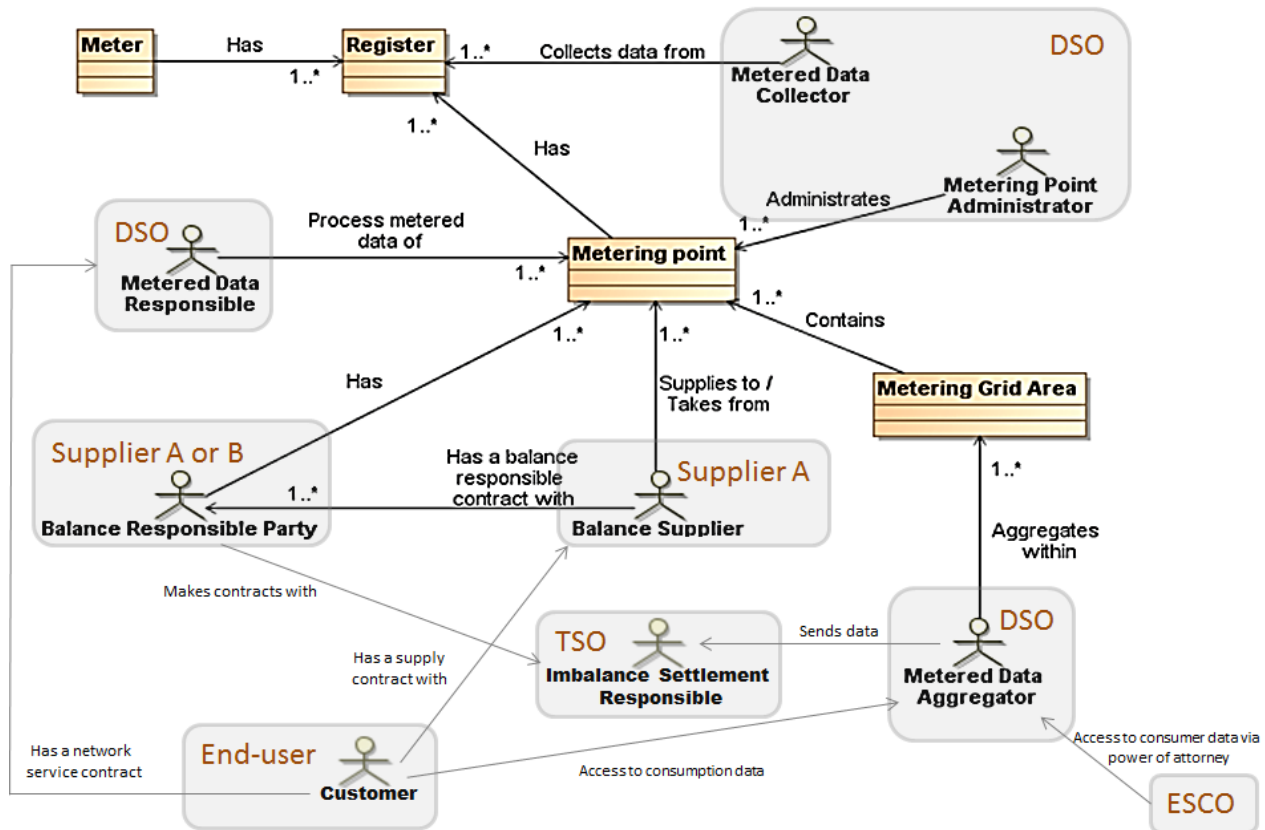 Meter
Has
1..*
Register
1..*
Collects data from
DSO
Metered Data
Collector
1..*
Has
Metering Point
Administrator
Administrates
1..*
DSO
Metered Data
Responsible
Process metered
data of
1..*
Metering point
1..*
Contains
1..*
1..*
Has
Supplies to /
Takes from
Metering Grid Area
1..*
Supplier A or B
Balance Responsible Party
1..*
Has a balance
responsible
contract with
Supplier A
Balance Supplier
Aggregates
within
Makes contracts with
Has a supply
contract with
TSO
Imbalance Settlement
Responsible
Sends data
DSO
Metered Data
Aggregator
Has a network
service contract
End-user
Customer
Access to consumption data
Access to consumer data via
power of attorney
ESCO